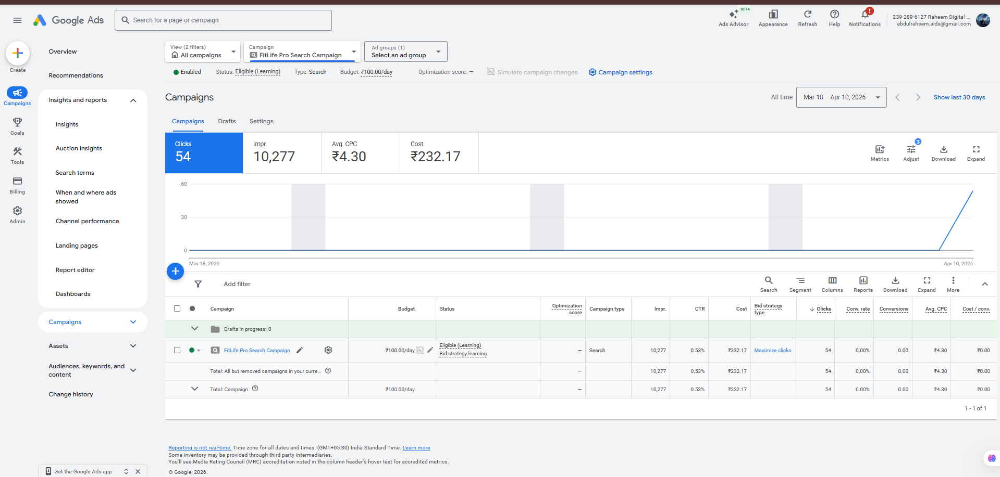 Google Ads
Search for a page or campaign
BETA
Ads Advisor
Appearance
Refresh
Help
Notifications
239-289-6127 Raheem Digital ...
abdulraheem.aids@gmail.com
Create
Campaigns
Goals
Tools
Billing
Admin
Overview
Recommendations
Insights and reports
Insights
Auction insights
Search terms
When and where ads
showed
Channel performance
Landing pages
Report editor
Dashboards
Campaigns
Assets
Audiences, keywords, and
content
Change history
Get the Google Ads app
View (2 filters)
All campaigns
Campaign
FitLife Pro Search Campaign
Ad groups (1)
Select an ad group
Enabled
Status: Eligible (Learning)
Type: Search
Budget: ₹100.00/day
Optimization score: —
Simulate campaign changes
Campaign settings
Campaigns
All time
Mar 18 – Apr 10, 2026
Show last 30 days
Campaigns
Drafts
Settings
Clicks
54
Impr.
10,277
Avg. CPC
₹4.30
Cost
₹232.17
Metrics
3
Adjust
Download
Expand
60
30
0
Mar 18, 2026
Apr 10, 2026
Add filter
Search
Segment
Columns
Reports
Download
Expand
More
Campaign
Budget
Status
Optimization
score
Campaign type
Impr.
CTR
Cost
Bid strategy
type
Clicks
Conv. rate
Conversions
Avg. CPC
Cost / conv.
Drafts in progress: 0
FitLife Pro Search Campaign
₹100.00/day
Eligible (Learning)
Bid strategy learning
—
Search
10,277
0.53%
₹232.17
Maximize clicks
54
0.00%
0.00
₹4.30
₹0.00
Total: All but removed campaigns in your curre...
—
10,277
0.53%
₹232.17
54
0.00%
0.00
₹4.30
₹0.00
Total: Campaign
₹100.00/day
—
10,277
0.53%
₹232.17
54
0.00%
0.00
₹4.30
₹0.00
1 - 1 of 1
Reporting is not real-time. Time zone for all dates and times: (GMT+05:30) India Standard Time. Learn more
Some inventory may be provided through third party intermediaries.
You'll see Media Rating Council (MRC) accreditation noted in the column header's hover text for accredited metrics.
© Google, 2026.